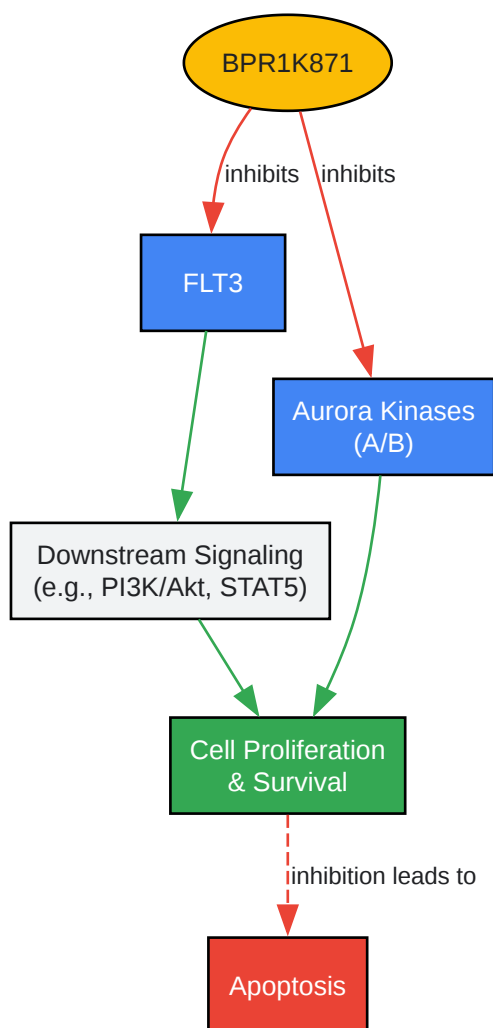 BPR1K871
inhibits
inhibits
FLT3
Aurora Kinases
(A/B)
Downstream Signaling
(e.g., PI3K/Akt, STAT5)
Cell Proliferation
& Survival
inhibition leads to
Apoptosis